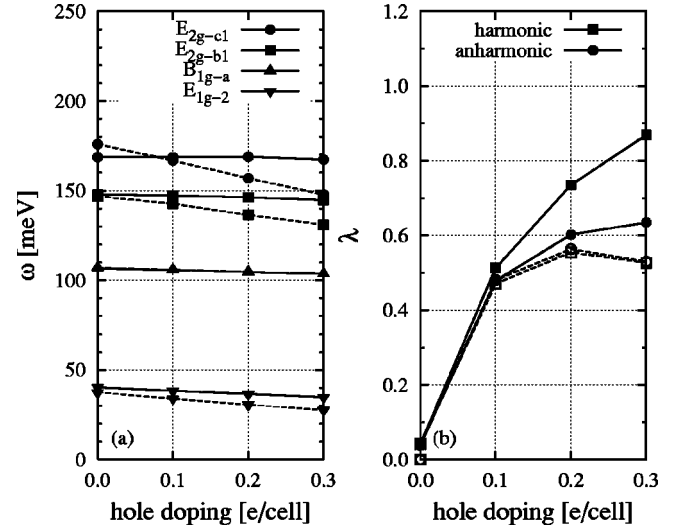 250
200
150
100
50
0
ω [meV]
E2g−c1
E2g−b1
B1g−a
E1g−2
(a)
0.0 0.1 0.2 0.3
hole doping [e/cell]
1.2
1.0
0.8
0.6
0.4
0.2
0.0
λ
harmonic
anharmonic
(b)
0.0 0.1 0.2 0.3
hole doping [e/cell]